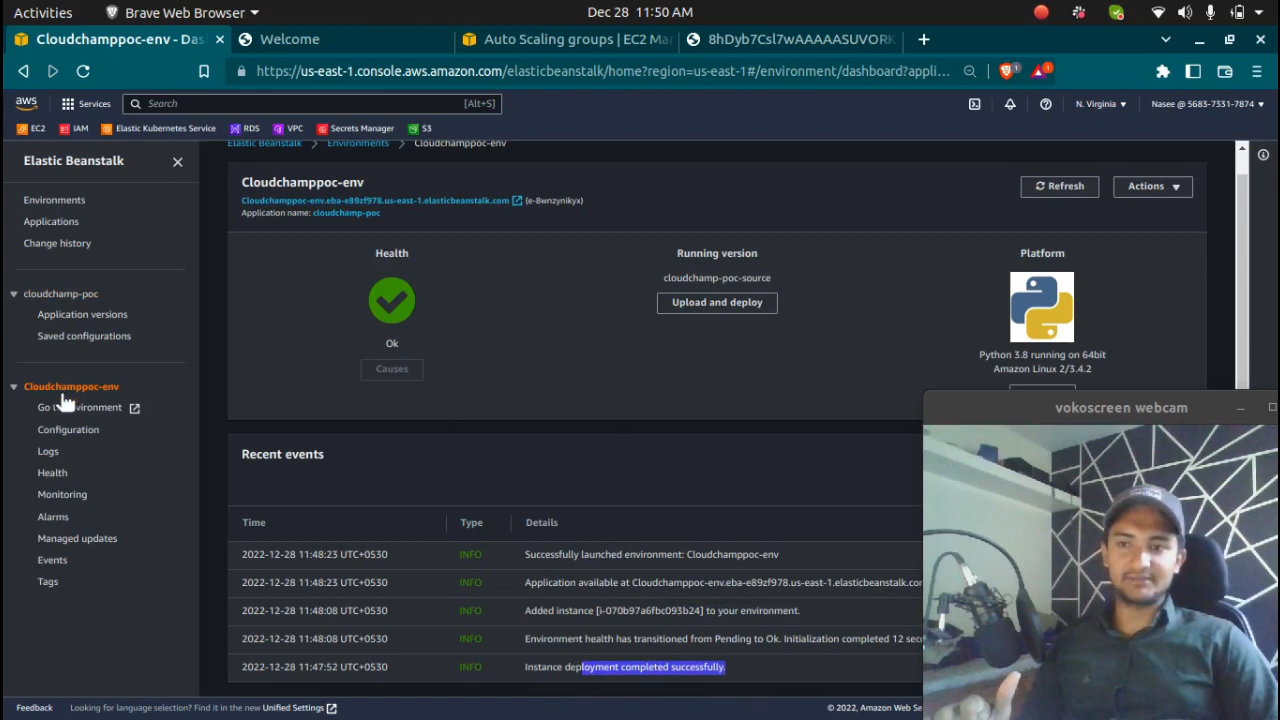 Activities
Brave Web Browser
Dec 28 11:50 AM
Cloudchamppoc-env - Das
Welcome
Auto Scaling groups | EC2 Mar
8hDyb7Csl7wAAAAASUVORK
https://us-east-1.console.aws.amazon.com/elasticbeanstalk/home?region=us-east-1#/environment/dashboard?appli...
1
1
aws
Services
Search
[Alt+S]
N. Virginia
Nasee @ 5683-7331-7874
EC2
IAM
Elastic Kubernetes Service
RDS
VPC
Secrets Manager
S3
Elastic Beanstalk
Environments
Applications
Change history
cloudchamp-poc
Application versions
Saved configurations
Cloudchamppoc-env
Configuration
Logs
Health
Monitoring
Alarms
Managed updates
Events
Tags
Elastic Beanstalk
Environments
Cloudchamppoc-env
Cloudchamppoc-env
Cloudchamppoc-env.eba-e89zf978.us-east-1.elasticbeanstalk.com (e-8wnzynikyx)
Application name: cloudchamp-poc
Refresh
Actions
Health
Ok
Causes
Running version
cloudchamp-poc-source
Upload and deploy
Platform
Python 3.8 running on 64bit
Amazon Linux 2/3.4.2
Recent events
Time
Type
Details
2022-12-28 11:48:23 UTC+0530
INFO
Successfully launched environment: Cloudchamppoc-env
2022-12-28 11:48:23 UTC+0530
INFO
Application available at Cloudchamppoc-env.eba-e89zf978.us-east-1.elasticbeanstalk.co
2022-12-28 11:48:08 UTC+0530
INFO
Added instance [i-070b97a6fbc093b24] to your environment.
2022-12-28 11:48:08 UTC+0530
INFO
Environment health has transitioned from Pending to Ok. Initialization completed 12 sec
2022-12-28 11:47:52 UTC+0530
INFO
Instance deployment completed successfully.
vokoscreen webcam
Feedback
Looking for language selection? Find it in the new Unified Settings
© 2022, Amazon Web Se